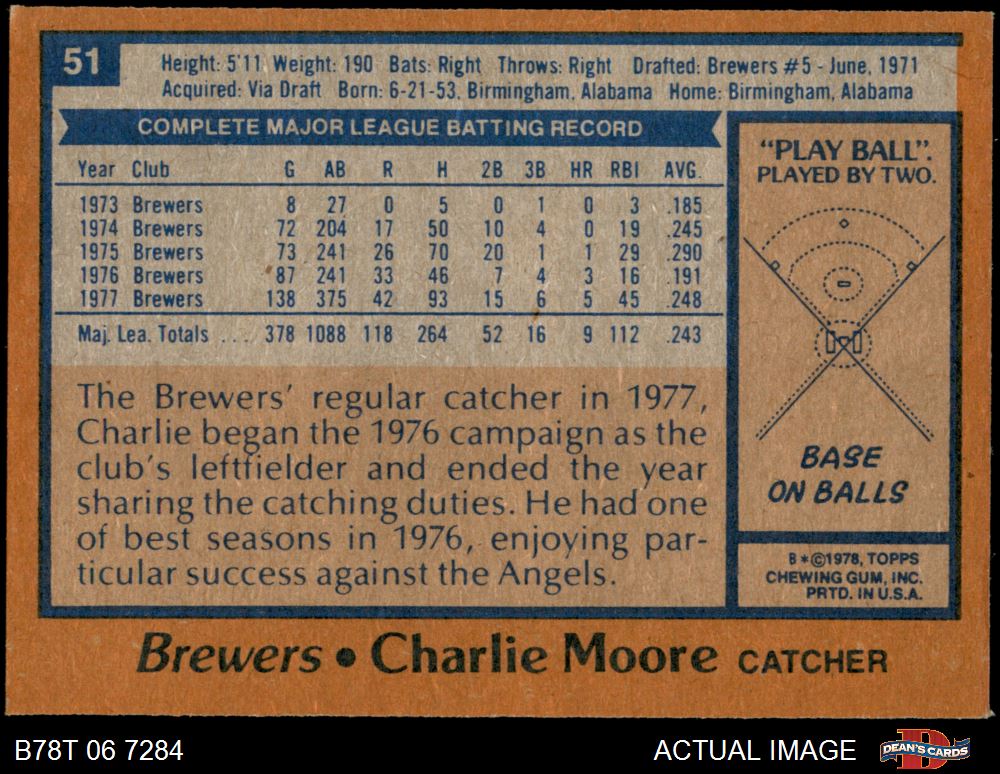 51
Height: 5'11 Weight: 190 Bats: Right Throws: Right Drafted: Brewers #5 - June, 1971
Acquired: Via Draft Born: 6-21-53, Birmingham, Alabama Home: Birmingham, Alabama
COMPLETE MAJOR LEAGUE BATTING RECORD
Year Club G AB R H 2B 3B HR RBI AVG.
1973 Brewers 8 27 0 5 0 1 0 3 .185
1974 Brewers 72 204 17 50 10 4 0 19 .245
1975 Brewers 73 241 26 70 20 1 1 29 .290
1976 Brewers 87 241 33 46 7 4 3 16 .191
1977 Brewers 138 375 42 93 15 6 5 45 .248
Maj. Lea. Totals ... 378 1088 118 264 52 16 9 112 .243
The Brewers' regular catcher in 1977,
Charlie began the 1976 campaign as the
club's leftfielder and ended the year
sharing the catching duties. He had one
of best seasons in 1976, enjoying par-
ticular success against the Angels.
"PLAY BALL".
PLAYED BY TWO.
BASE
ON BALLS
B*©1978, TOPPS
CHEWING GUM, INC.
PRTD. IN U.S.A.
Brewers • Charlie Moore CATCHER
B78T 06 7284 ACTUAL IMAGE DEAN'S CARDS